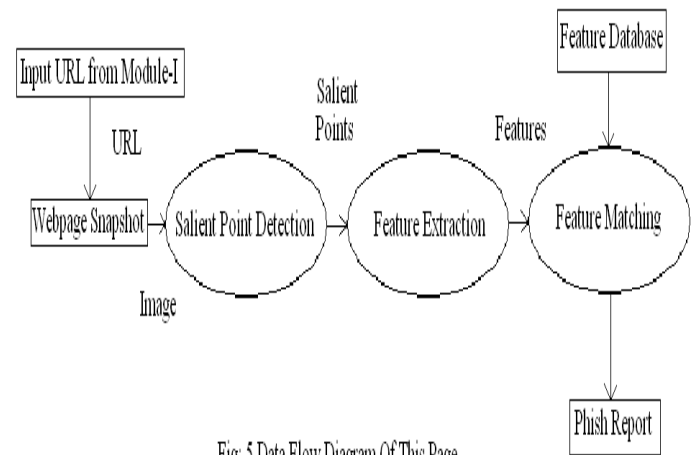 Feature Database
Input URL from Module-I
Salient
Points
Features
URL
Webpage Snapshot
Salient Point Detection
Feature Extraction
Feature Matching
Image
Phish Report
Fig: 5 Data Flow Diagram Of This Page